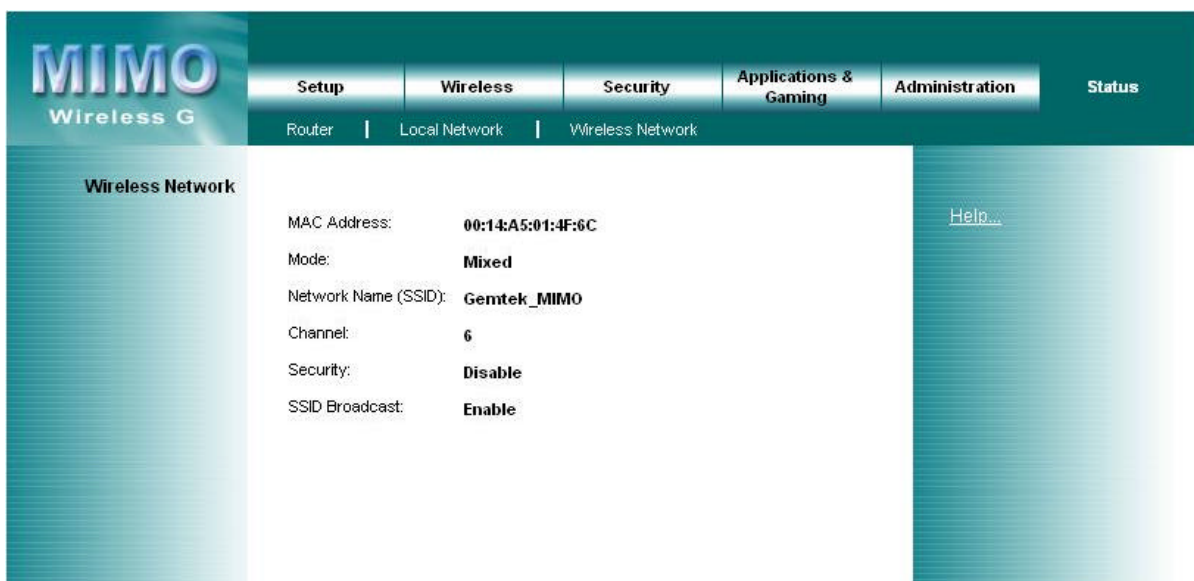 MIMO
Wireless G
Setup
Wireless
Security
Applications &
Gaming
Administration
Status
Router | Local Network | Wireless Network
Wireless Network
MAC Address: 00:14:A5:01:4F:6C
Mode: Mixed
Network Name (SSID): Gemtek_MIMO
Channel: 6
Security: Disable
SSID Broadcast: Enable
Help...